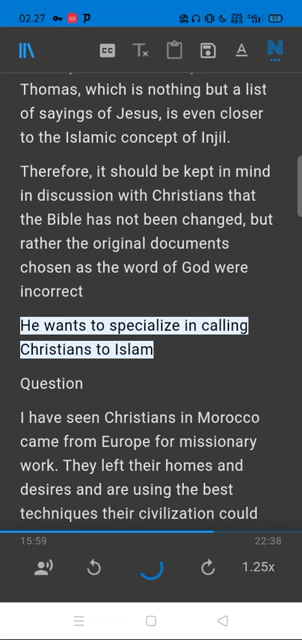 02.27
CC
Thomas, which is nothing but a list
of sayings of Jesus, is even closer
to the Islamic concept of Injil.
Therefore, it should be kept in mind
in discussion with Christians that
the Bible has not been changed, but
rather the original documents
chosen as the word of God were
incorrect
He wants to specialize in calling
Christians to Islam
Question
I have seen Christians in Morocco
came from Europe for missionary
work. They left their homes and
desires and are using the best
techniques their civilization could
15:59
22:38
1.25x